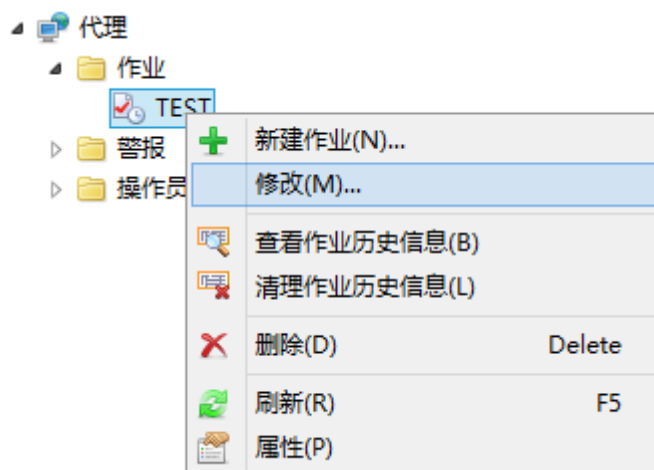 代理
作业
TEST
警报
操作员
新建作业(N)...
修改(M)...
查看作业历史信息(B)
清理作业历史信息(L)
删除(D) Delete
刷新(R) F5
属性(P)